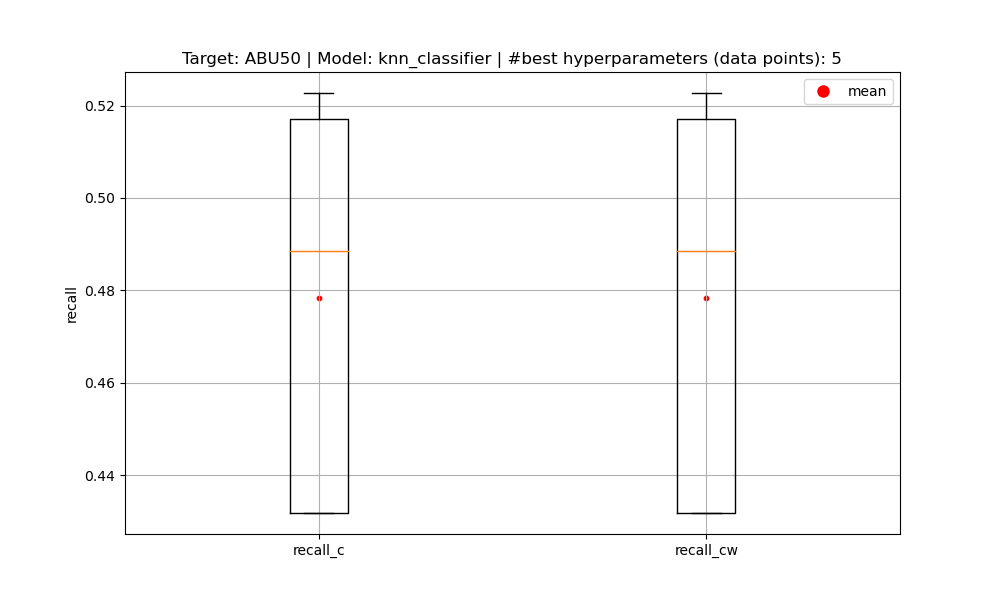 Target: ABU50 | Model: knn_classifier | #best hyperparameters (data points): 5
mean
0.52
0.50
0.48
0.46
0.44
recall
recall_c
recall_cw